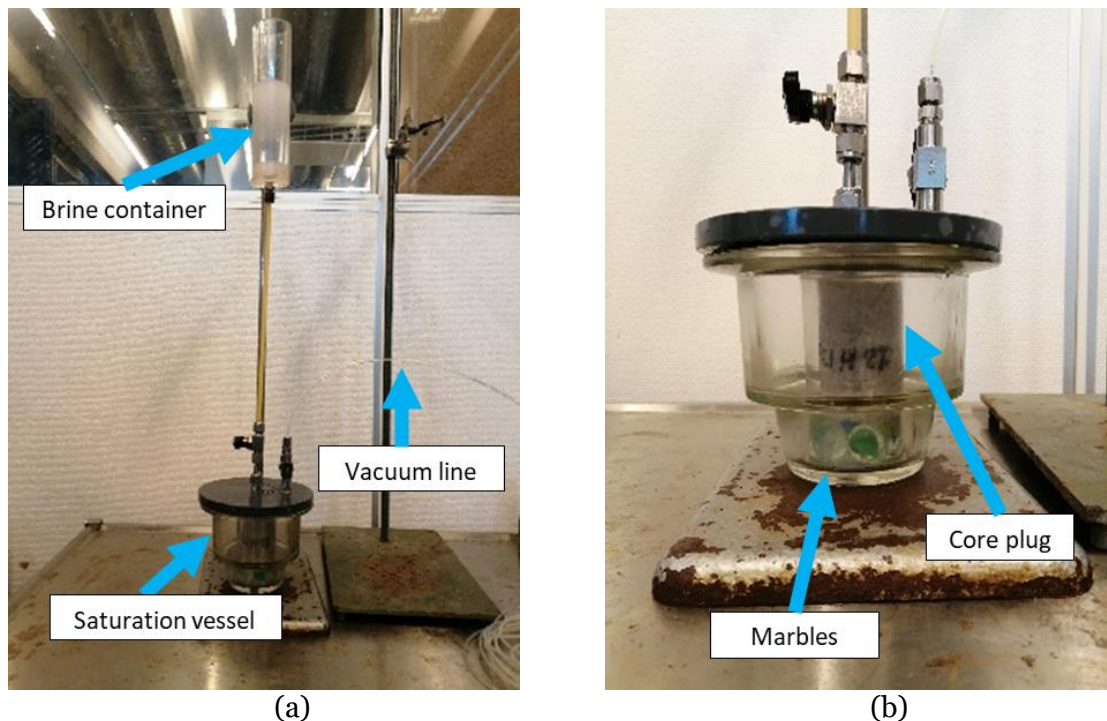 Brine container
Vacuum line
Saturation vessel
Core plug
Marbles
(a)
(b)